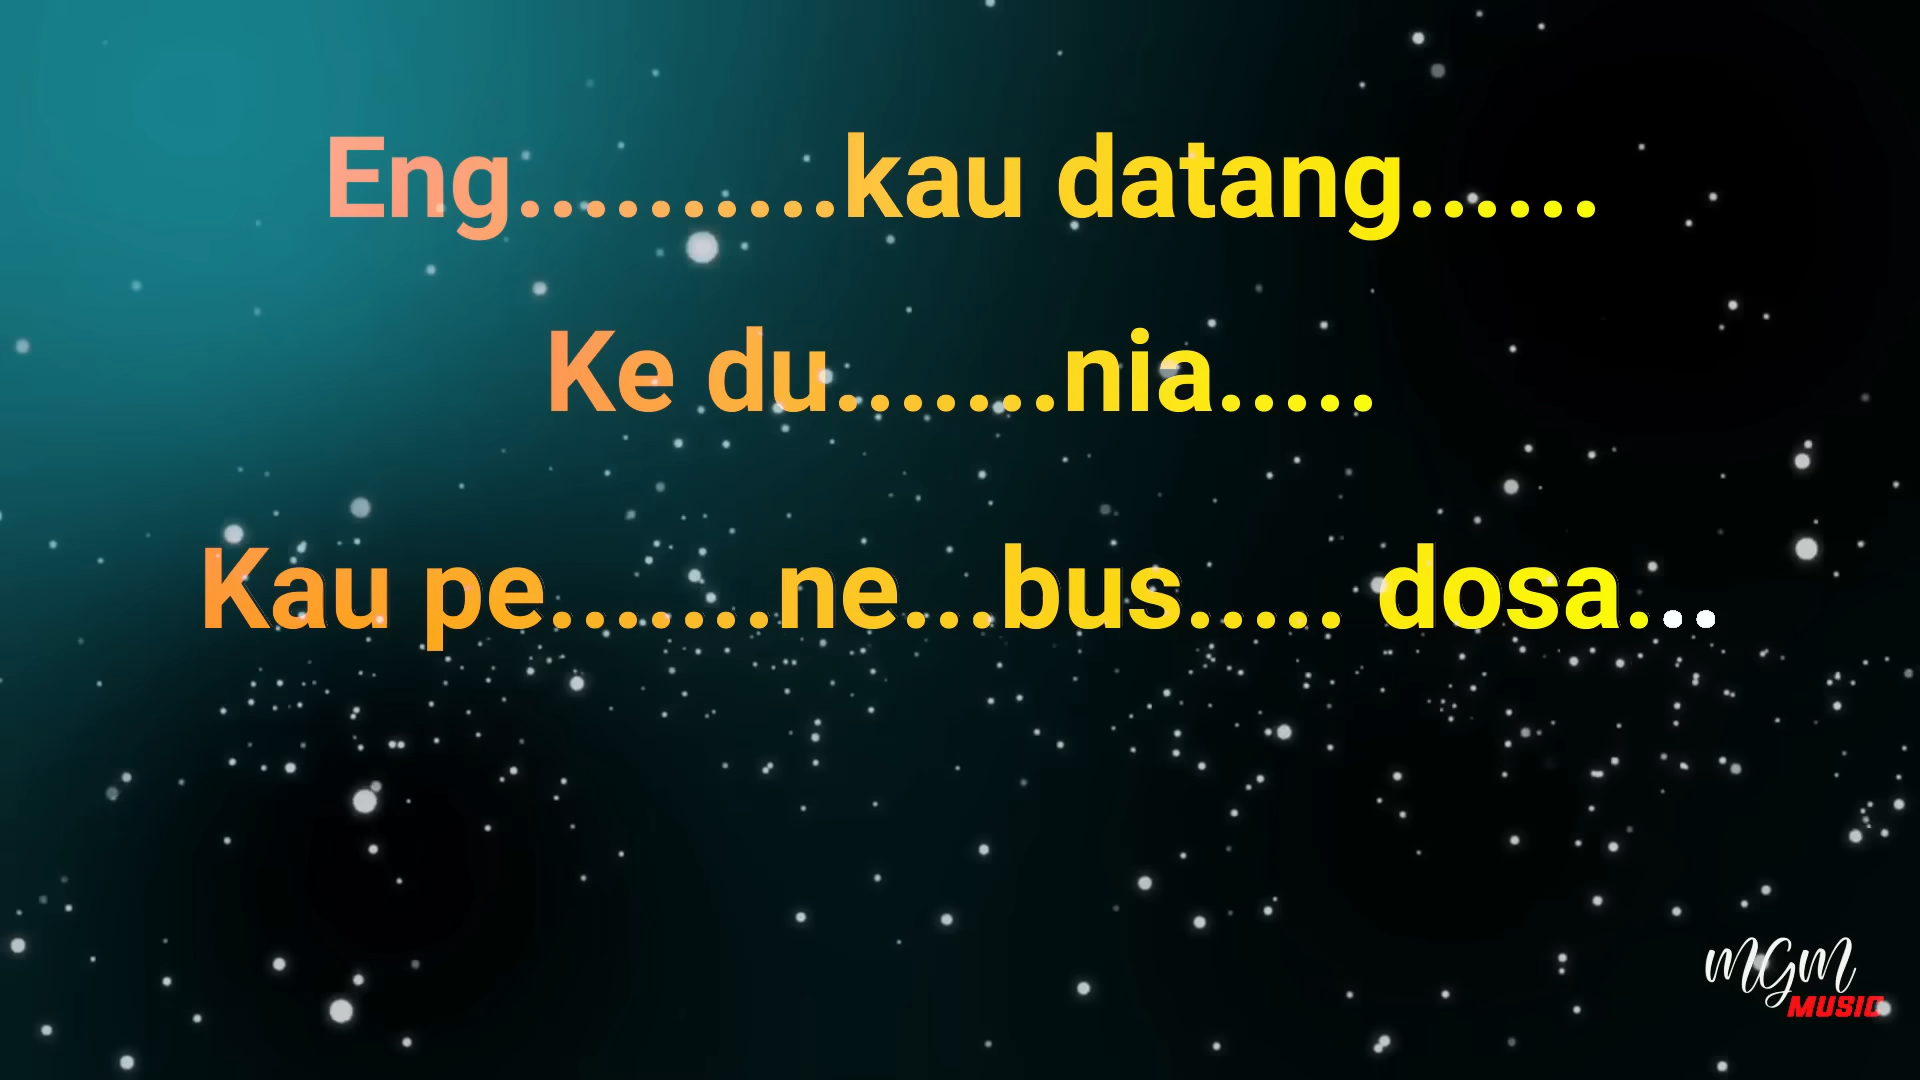 Eng..........kau datang......
Ke du.......nia.....
Kau pe.......ne...bus..... dosa...
mGm
MUSIC